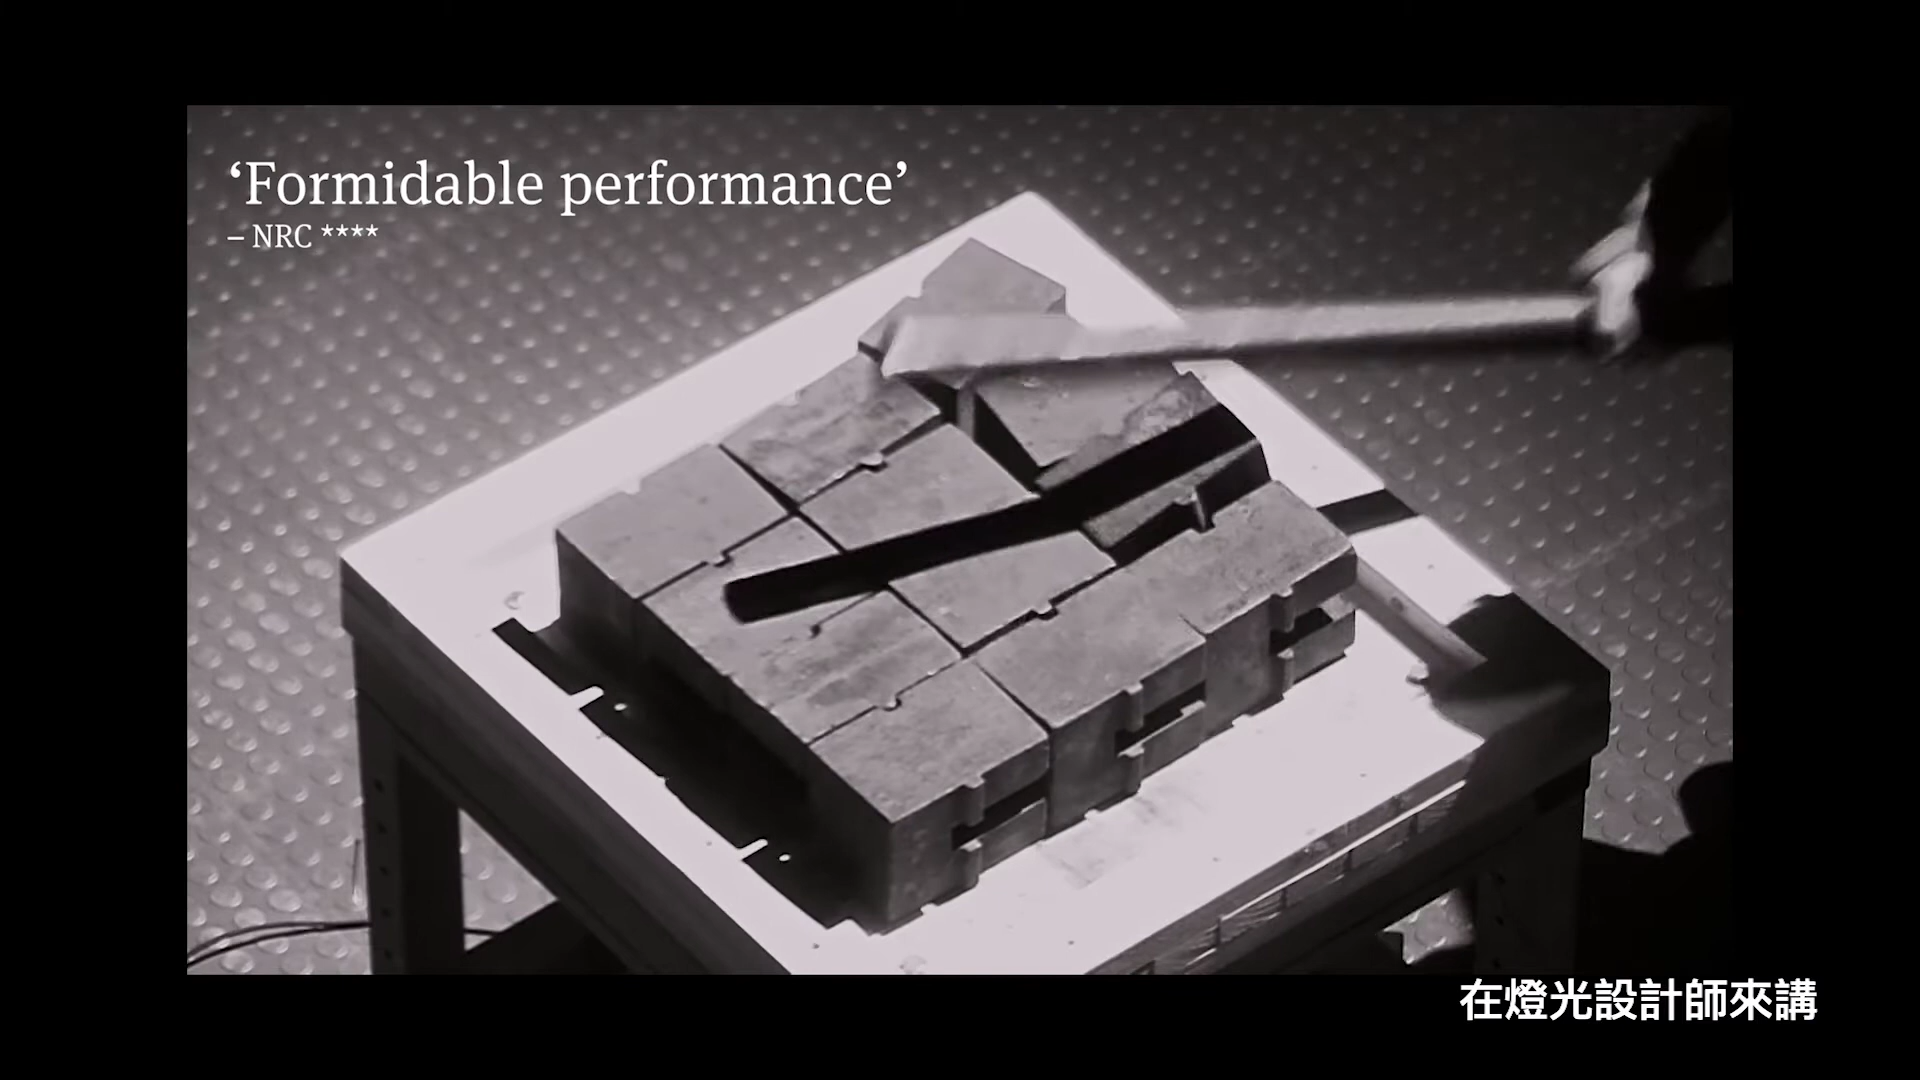 ‘Formidable performance’
– NRC ****
在燈光設計師來講